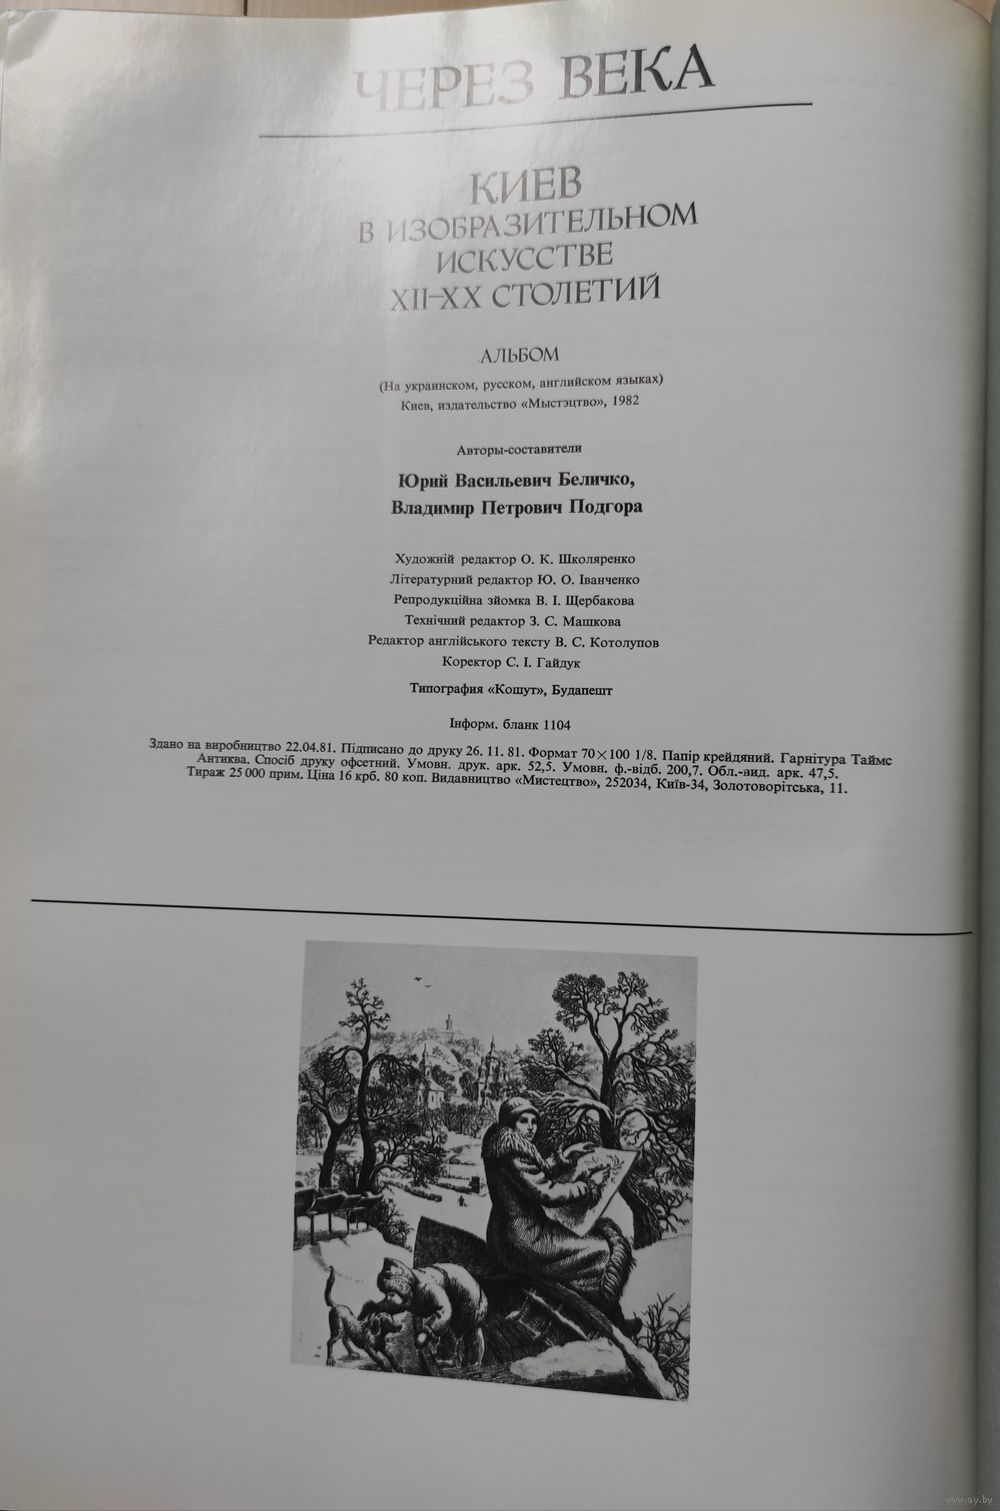 ЧЕРЕЗ ВЕКА
КИЕВ
В ИЗОБРАЗИТЕЛЬНОМ
ИСКУССТВЕ
XII–XX СТОЛЕТИЙ
АЛЬБОМ
(На украинском, русском, английском языках)
Киев, издательство «Мыстэцтво», 1982
Авторы-составители
Юрий Васильевич Беличко,
Владимир Петрович Подгора
Художній редактор О. К. Школяренко
Літературний редактор Ю. О. Іванченко
Репродукційна зйомка В. І. Щербакова
Технічний редактор З. С. Машкова
Редактор англійського тексту В. С. Котолупов
Коректор С. І. Гайдук
Типография «Кошут», Будапешт
Інформ. бланк 1104
Здано на виробництво 22.04.81. Підписано до друку 26. 11. 81. Формат 70×100 1/8. Папір крейдяний. Гарнітура Таймс
Антиква. Спосіб друку офсетний. Умовн. друк. арк. 52,5. Умовн. ф.-відб. 200,7. Обл.-вид. арк. 47,5.
Тираж 25 000 прим. Ціна 16 крб. 80 коп. Видавництво «Мистецтво», 252034, Київ-34, Золотоворітська, 11.
www.ay.by